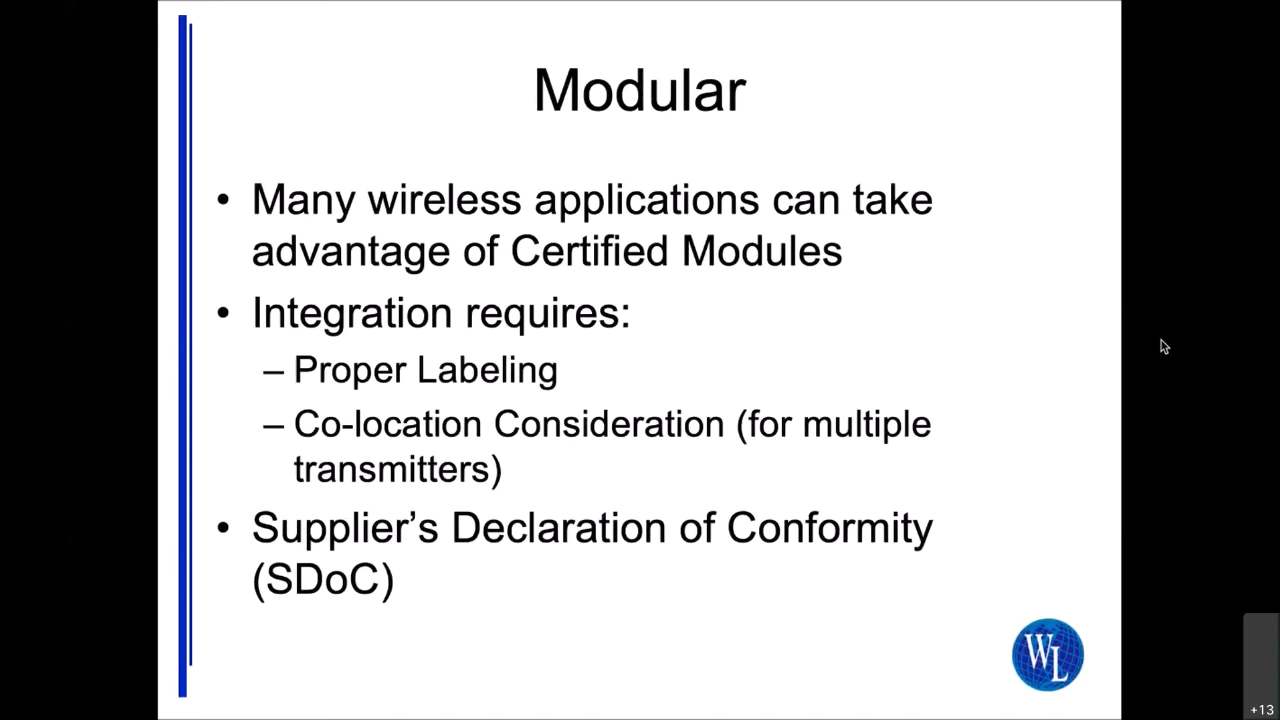 Modular
• Many wireless applications can take
advantage of Certified Modules
• Integration requires:
– Proper Labeling
– Co-location Consideration (for multiple
transmitters)
• Supplier’s Declaration of Conformity
(SDoC)
WL
+13